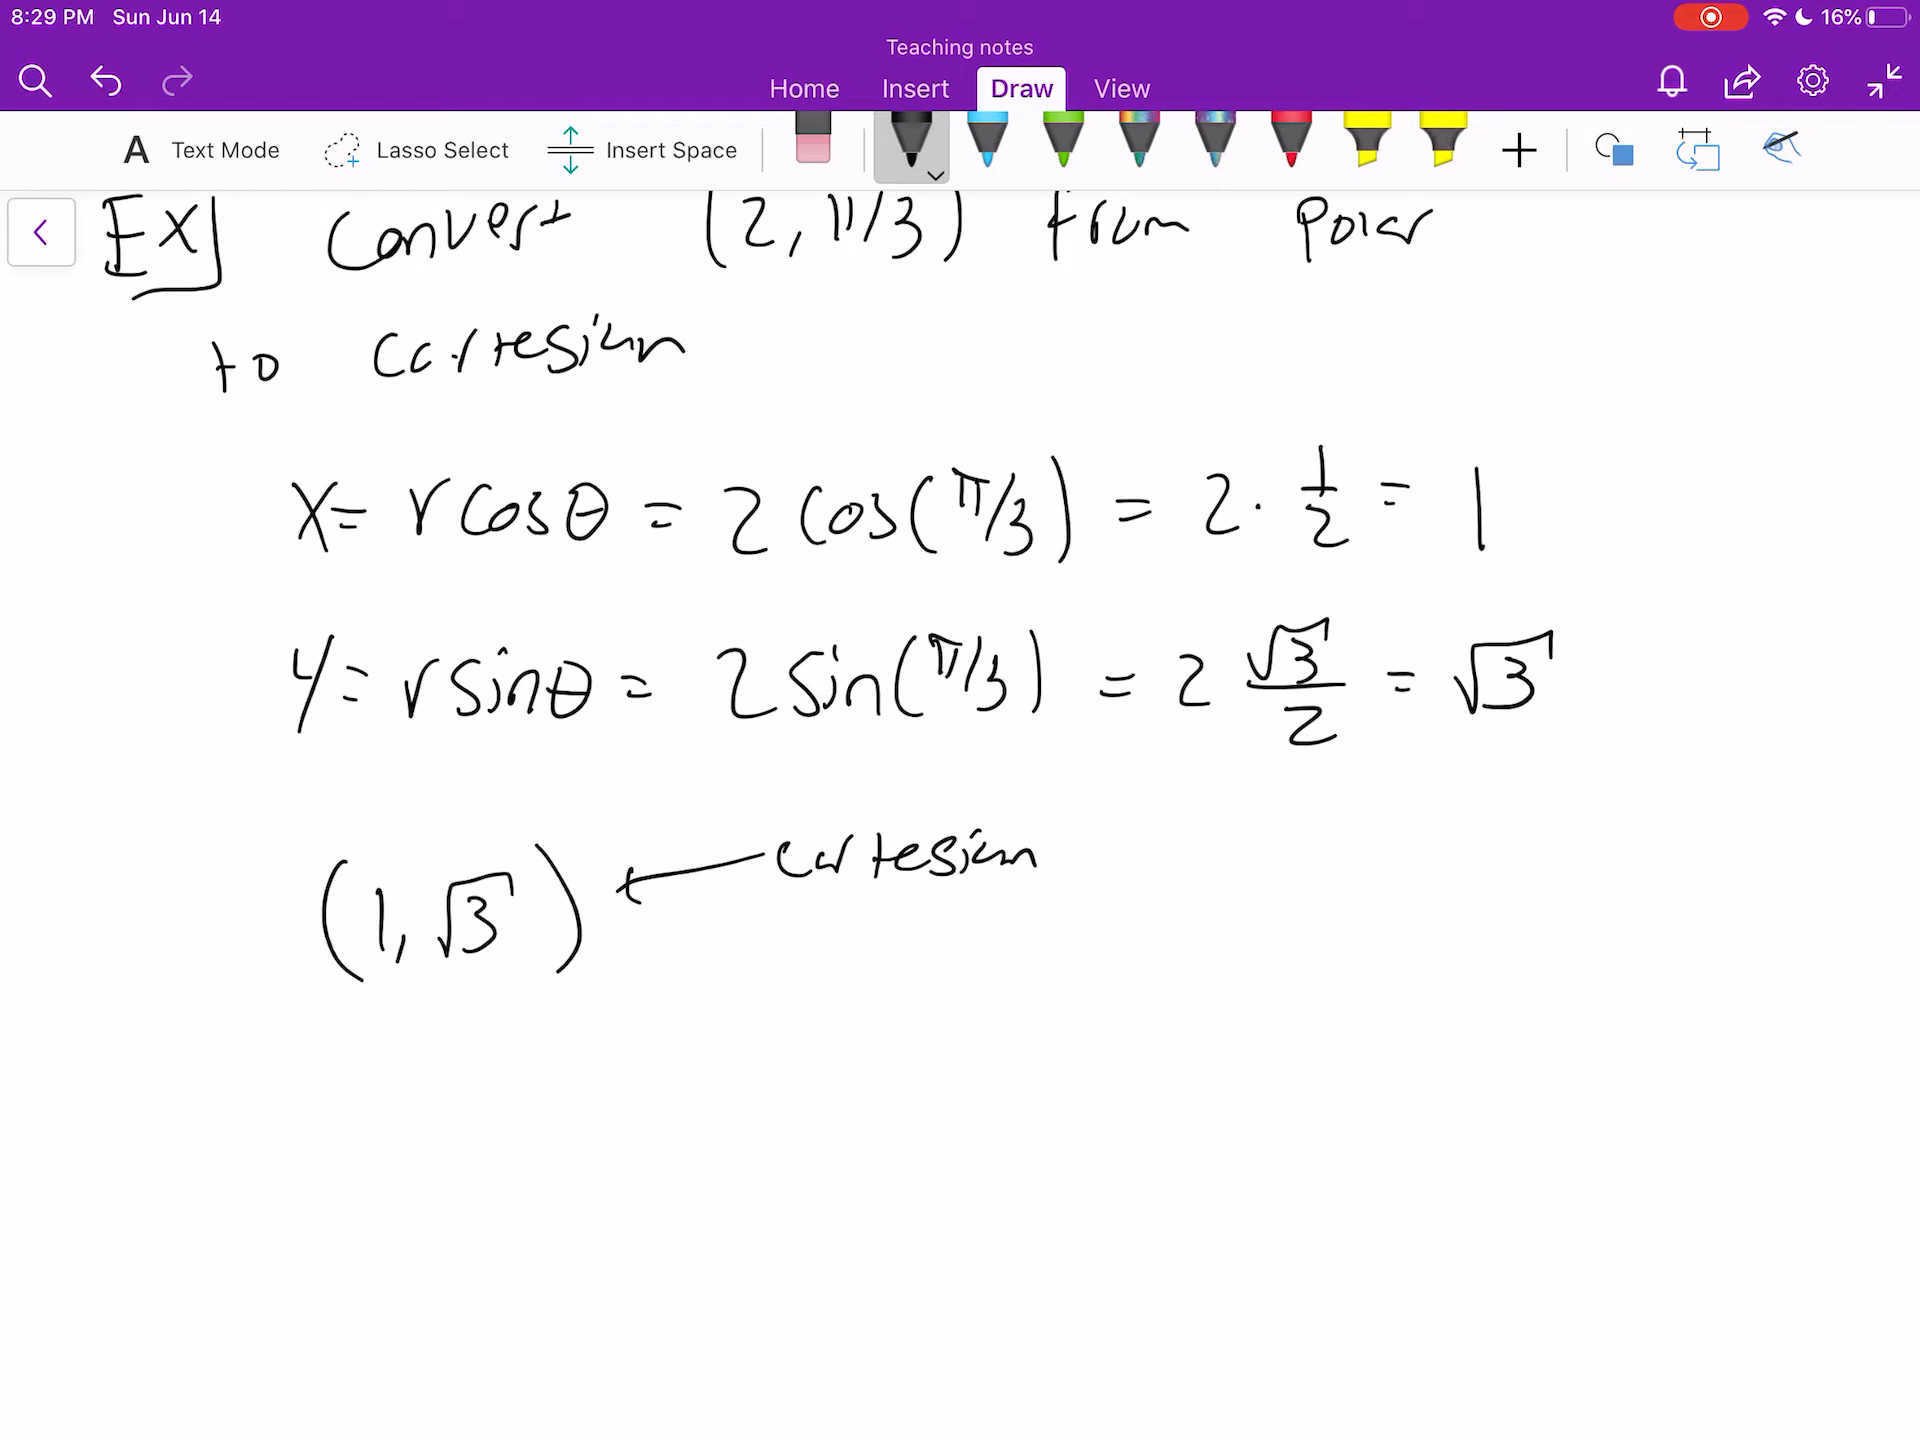 8:29 PM Sun Jun 14 16%
Teaching notes
Home Insert Draw View
A Text Mode Lasso Select Insert Space
Ex Convert (2, π/3) from polar
to cartesian
x = r cos θ = 2 cos(π/3) = 2 · 1/2 = 1
y = r sin θ = 2 sin(π/3) = 2 √3/2 = √3
(1, √3) ← cartesian